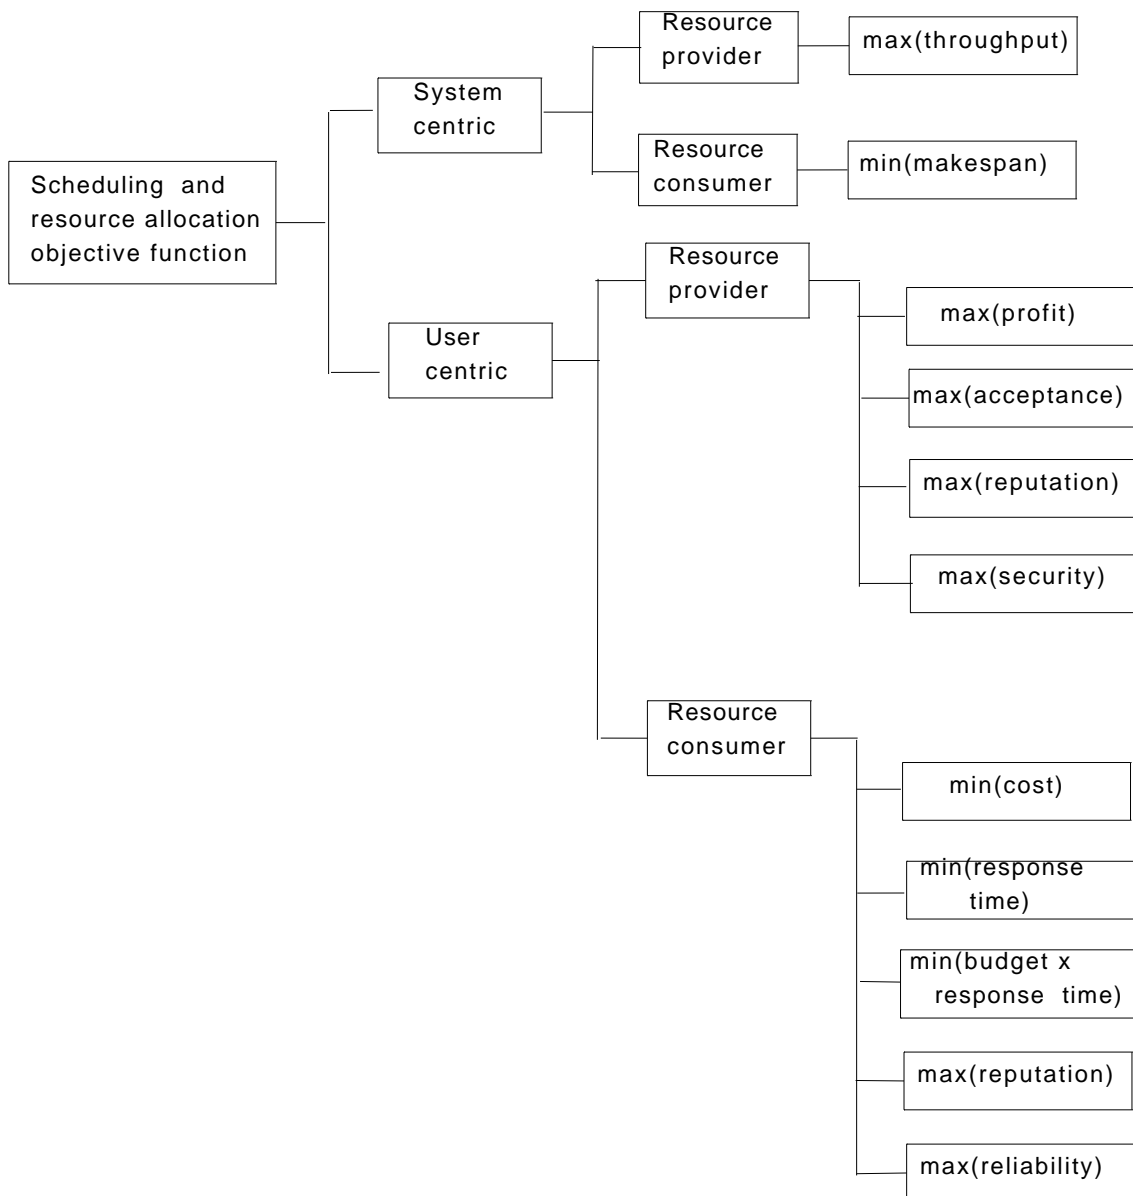 Resource
provider
max(throughput)
System
centric
Resource
consumer
min(makespan)
Scheduling and
resource allocation
objective function
Resource
provider
max(profit)
User
centric
max(acceptance)
max(reputation)
max(security)
Resource
consumer
min(cost)
min(response
time)
min(budget x
response time)
max(reputation)
max(reliability)